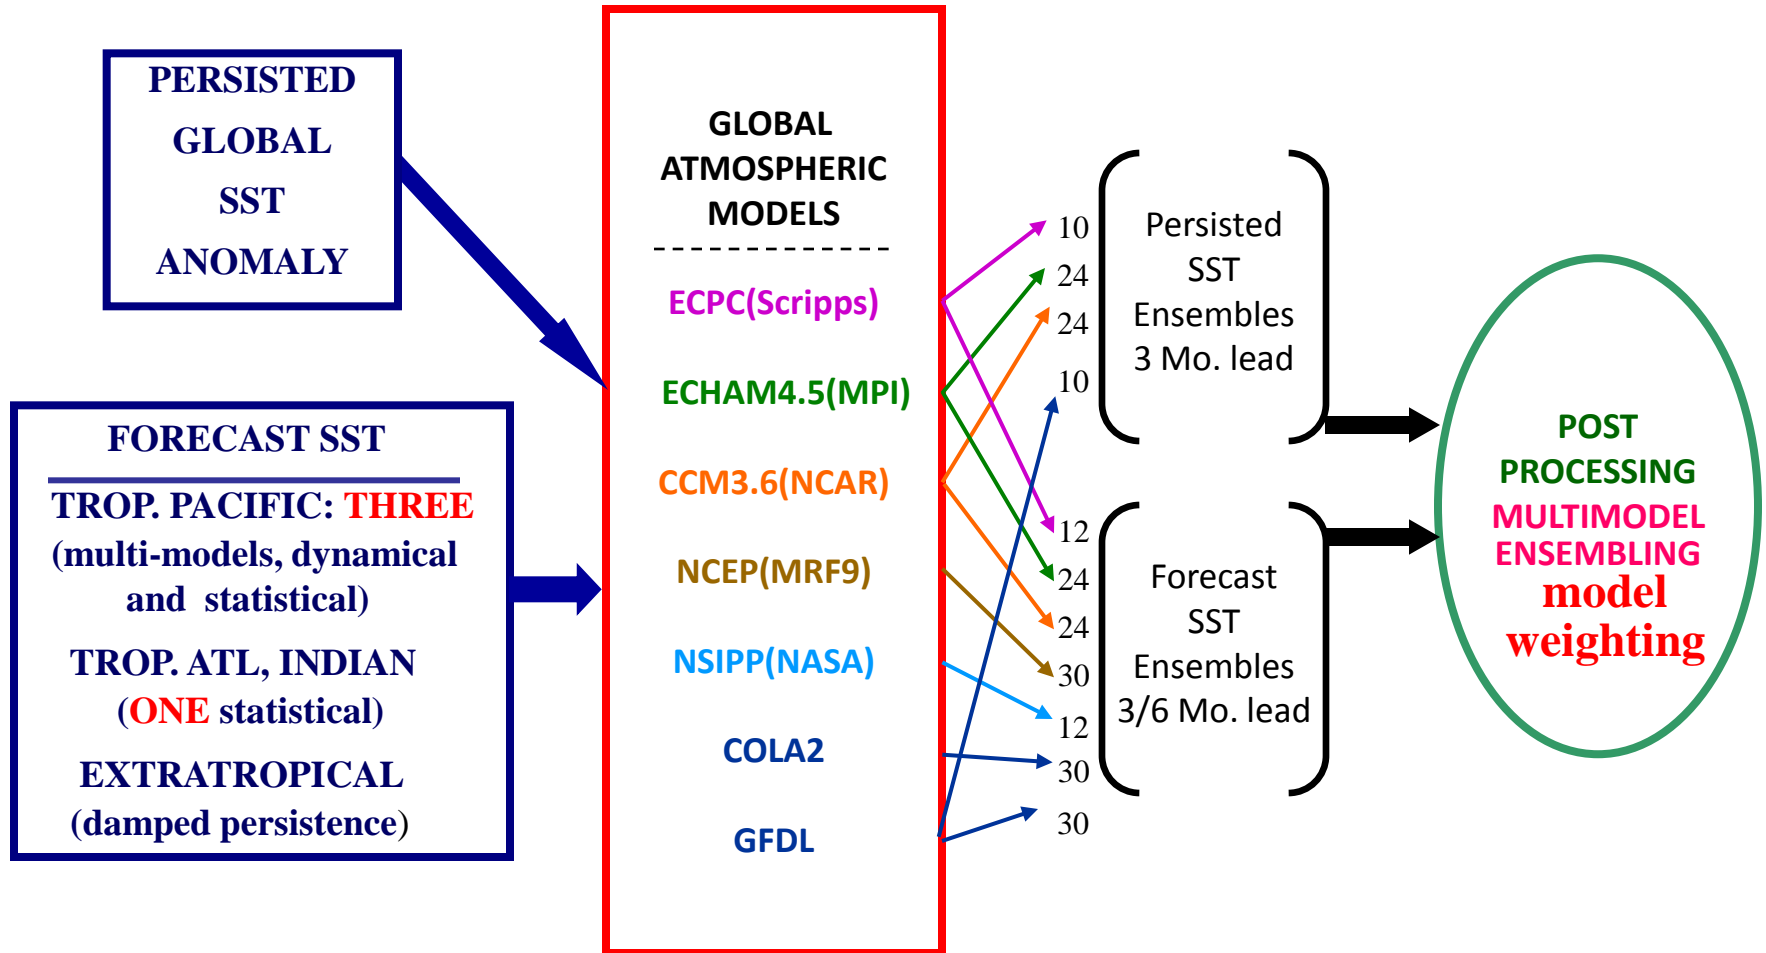 PERSISTED
GLOBAL
SST
ANOMALY
FORECAST SST
TROP. PACIFIC: THREE
(multi-models, dynamical
and statistical)
TROP. ATL, INDIAN
(ONE statistical)
EXTRATROPICAL
(damped persistence)
GLOBAL
ATMOSPHERIC
MODELS
ECPC(Scripps)
ECHAM4.5(MPI)
CCM3.6(NCAR)
NCEP(MRF9)
NSIPP(NASA)
COLA2
GFDL
10
24
24
10
Persisted
SST
Ensembles
3 Mo. lead
12
24
24
30
12
30
30
Forecast
SST
Ensembles
3/6 Mo. lead
POST
PROCESSING
MULTIMODEL
ENSEMBLING
model
weighting